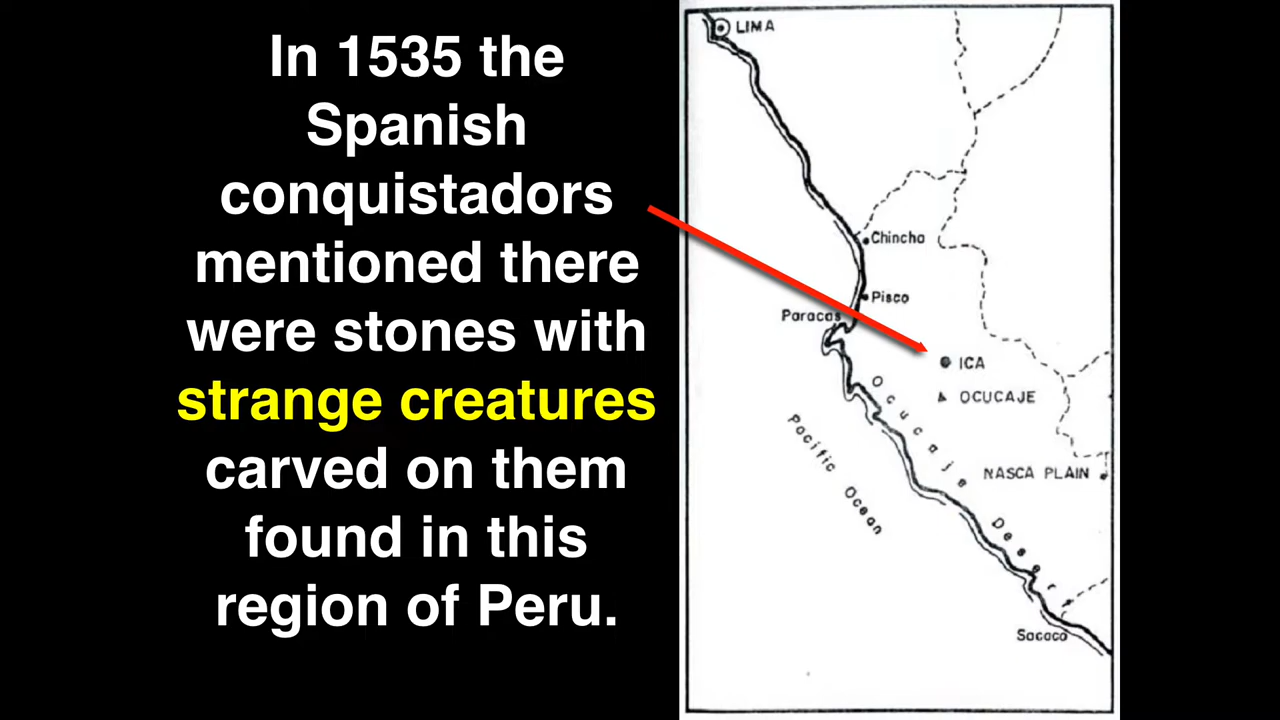 In 1535 the
Spanish
conquistadors
mentioned there
were stones with
strange creatures
carved on them
found in this
region of Peru.
LIMA
Chincha
Pisco
Paracas
ICA
OCUCAJE
Ocucaje Desert
Pacific Ocean
NASCA PLAIN
Sacaco